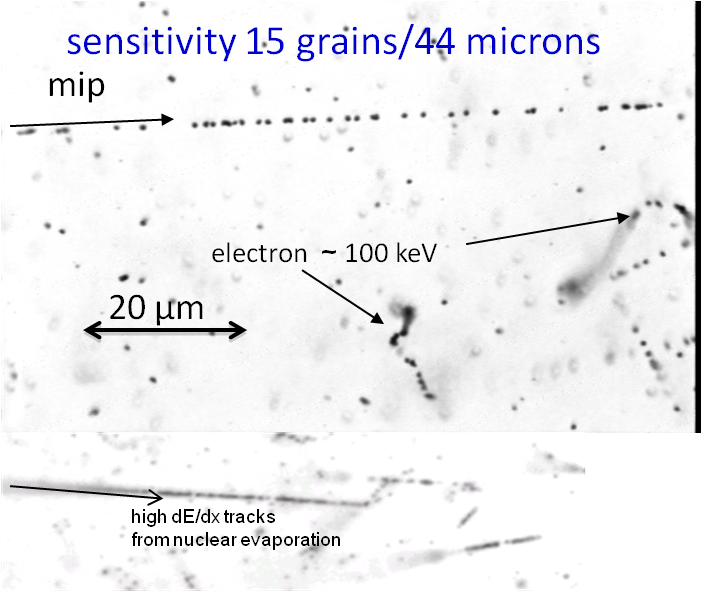 sensitivity 15 grains/44 microns
mip
electron ~ 100 keV
20 µm
high dE/dx tracks
from nuclear evaporation